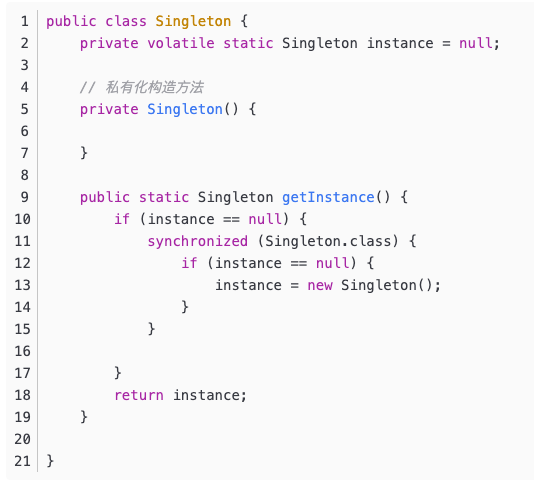 1 public class Singleton {
2     private volatile static Singleton instance = null;
3
4     // 私有化构造方法
5     private Singleton() {
6
7     }
8
9     public static Singleton getInstance() {
10         if (instance == null) {
11             synchronized (Singleton.class) {
12                 if (instance == null) {
13                     instance = new Singleton();
14                 }
15             }
16
17         }
18         return instance;
19     }
20
21 }